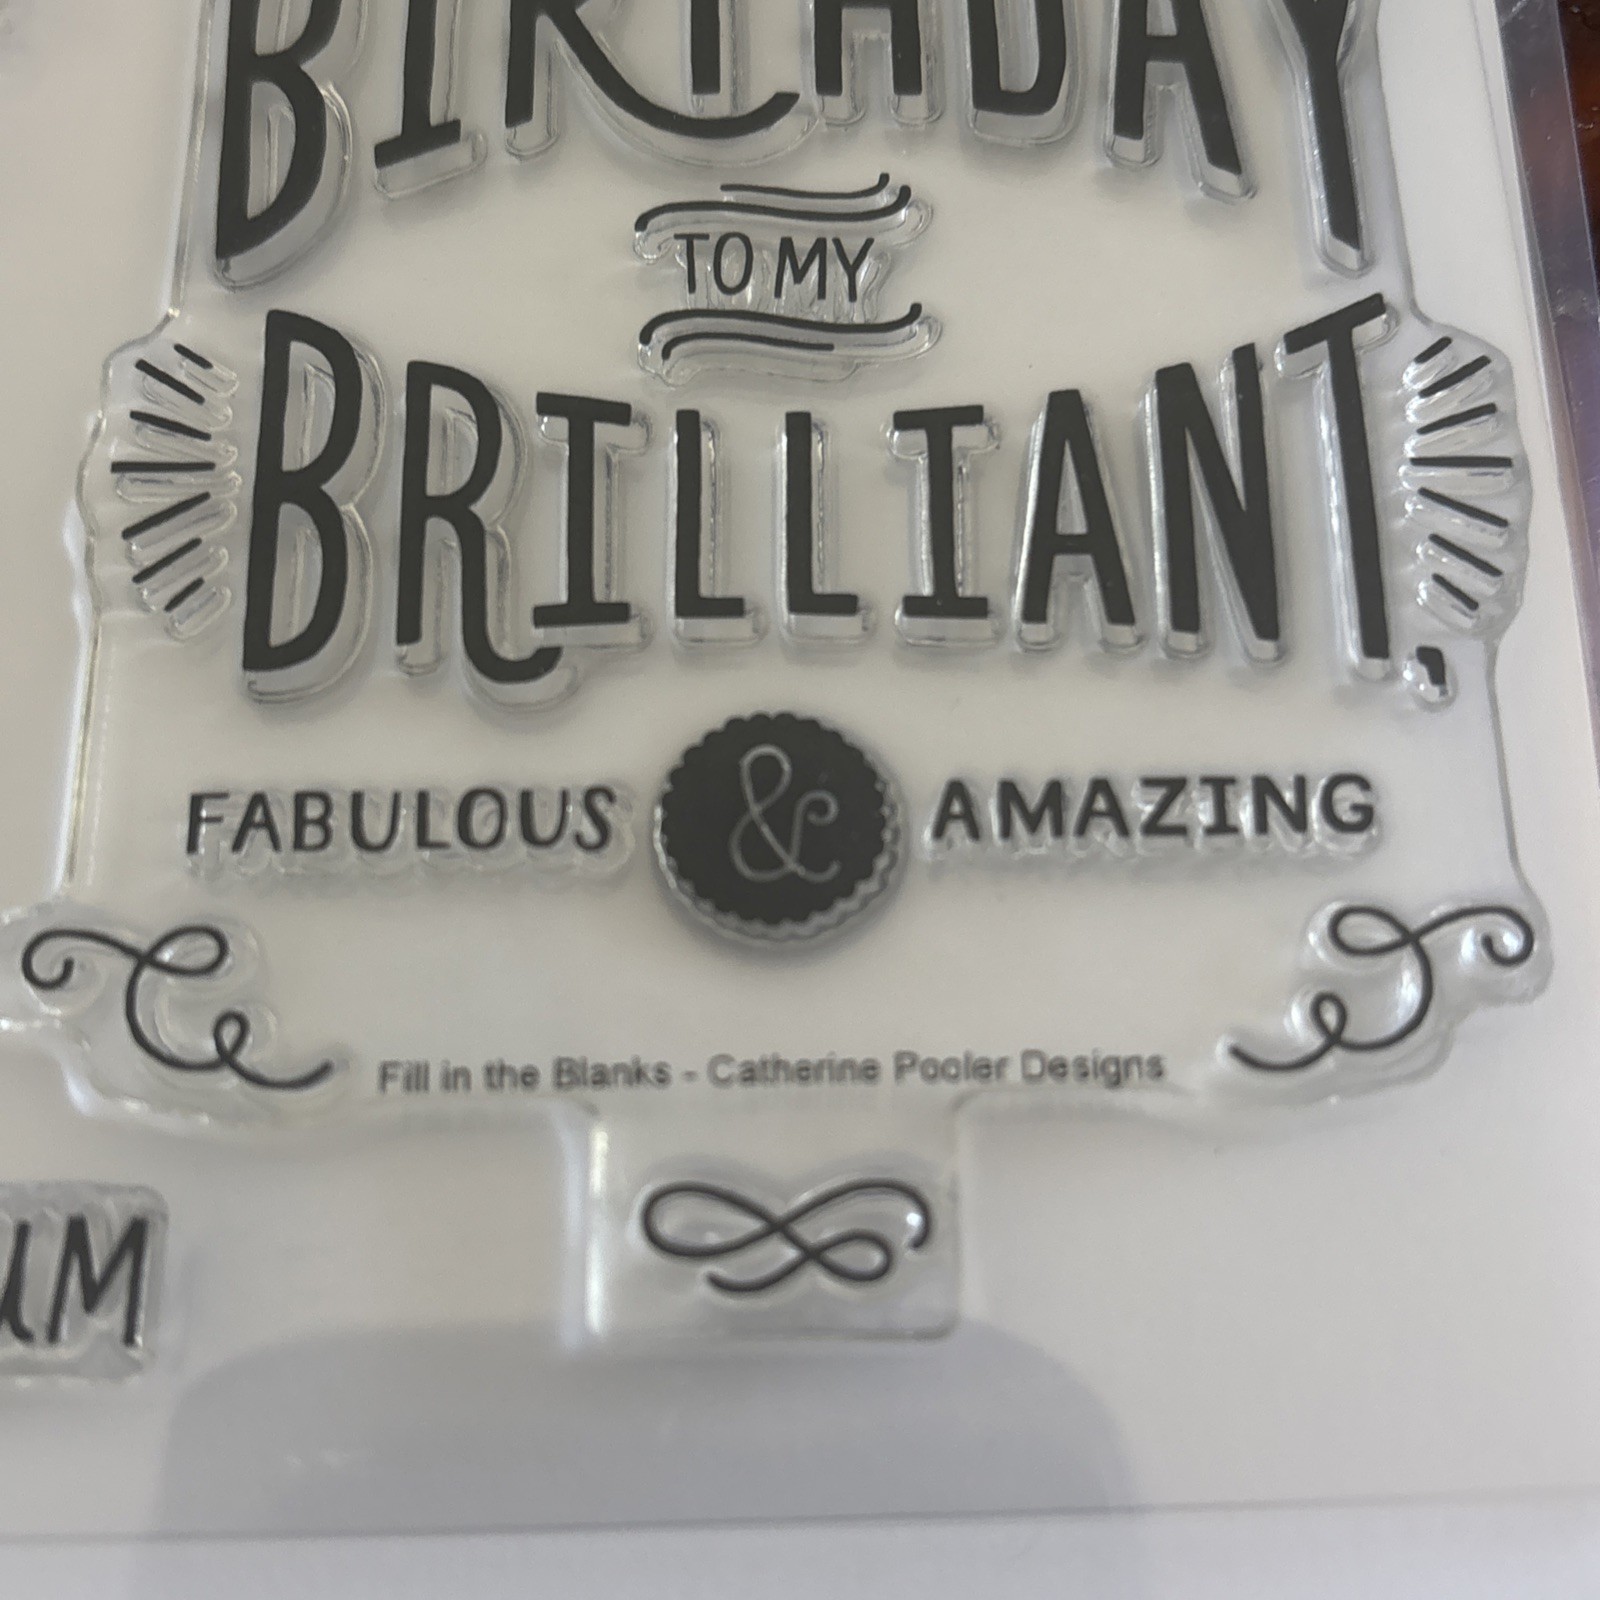 BIRTHDAY
TO MY
BRILLIANT,
FABULOUS & AMAZING
Fill in the Blanks - Catherine Pooler Designs